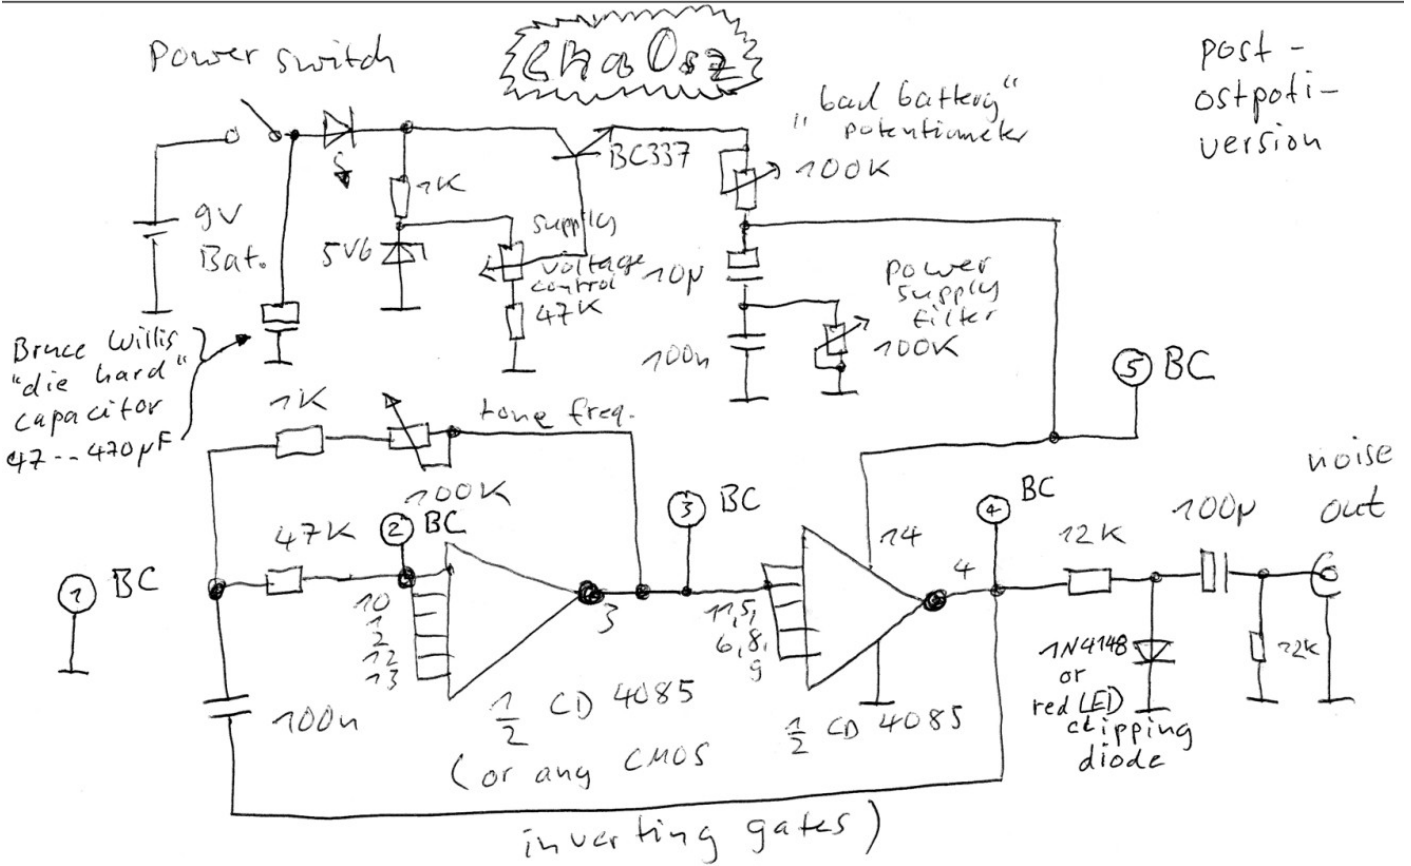 Power switch
ChaOsz
post -
ostpoti -
version
"bad battery"
potentiometer
100K
BC337
1K
9V
Bat.
5V6
supply
voltage
control
47K
10µ
100n
power
supply
filter
100K
Bruce Willis
"die hard"
capacitor
47 -- 470µF
1K
tone freq.
100K
5 BC
noise
out
1 BC
47K
2 BC
3 BC
4 BC
14
4
12K
100µ
10
1
2
12
13
3
11,5,
6,8,
9
100n
1/2 CD 4085
(or any CMOS
inverting gates)
1/2 CD 4085
1N4148
or
red LED
clipping
diode